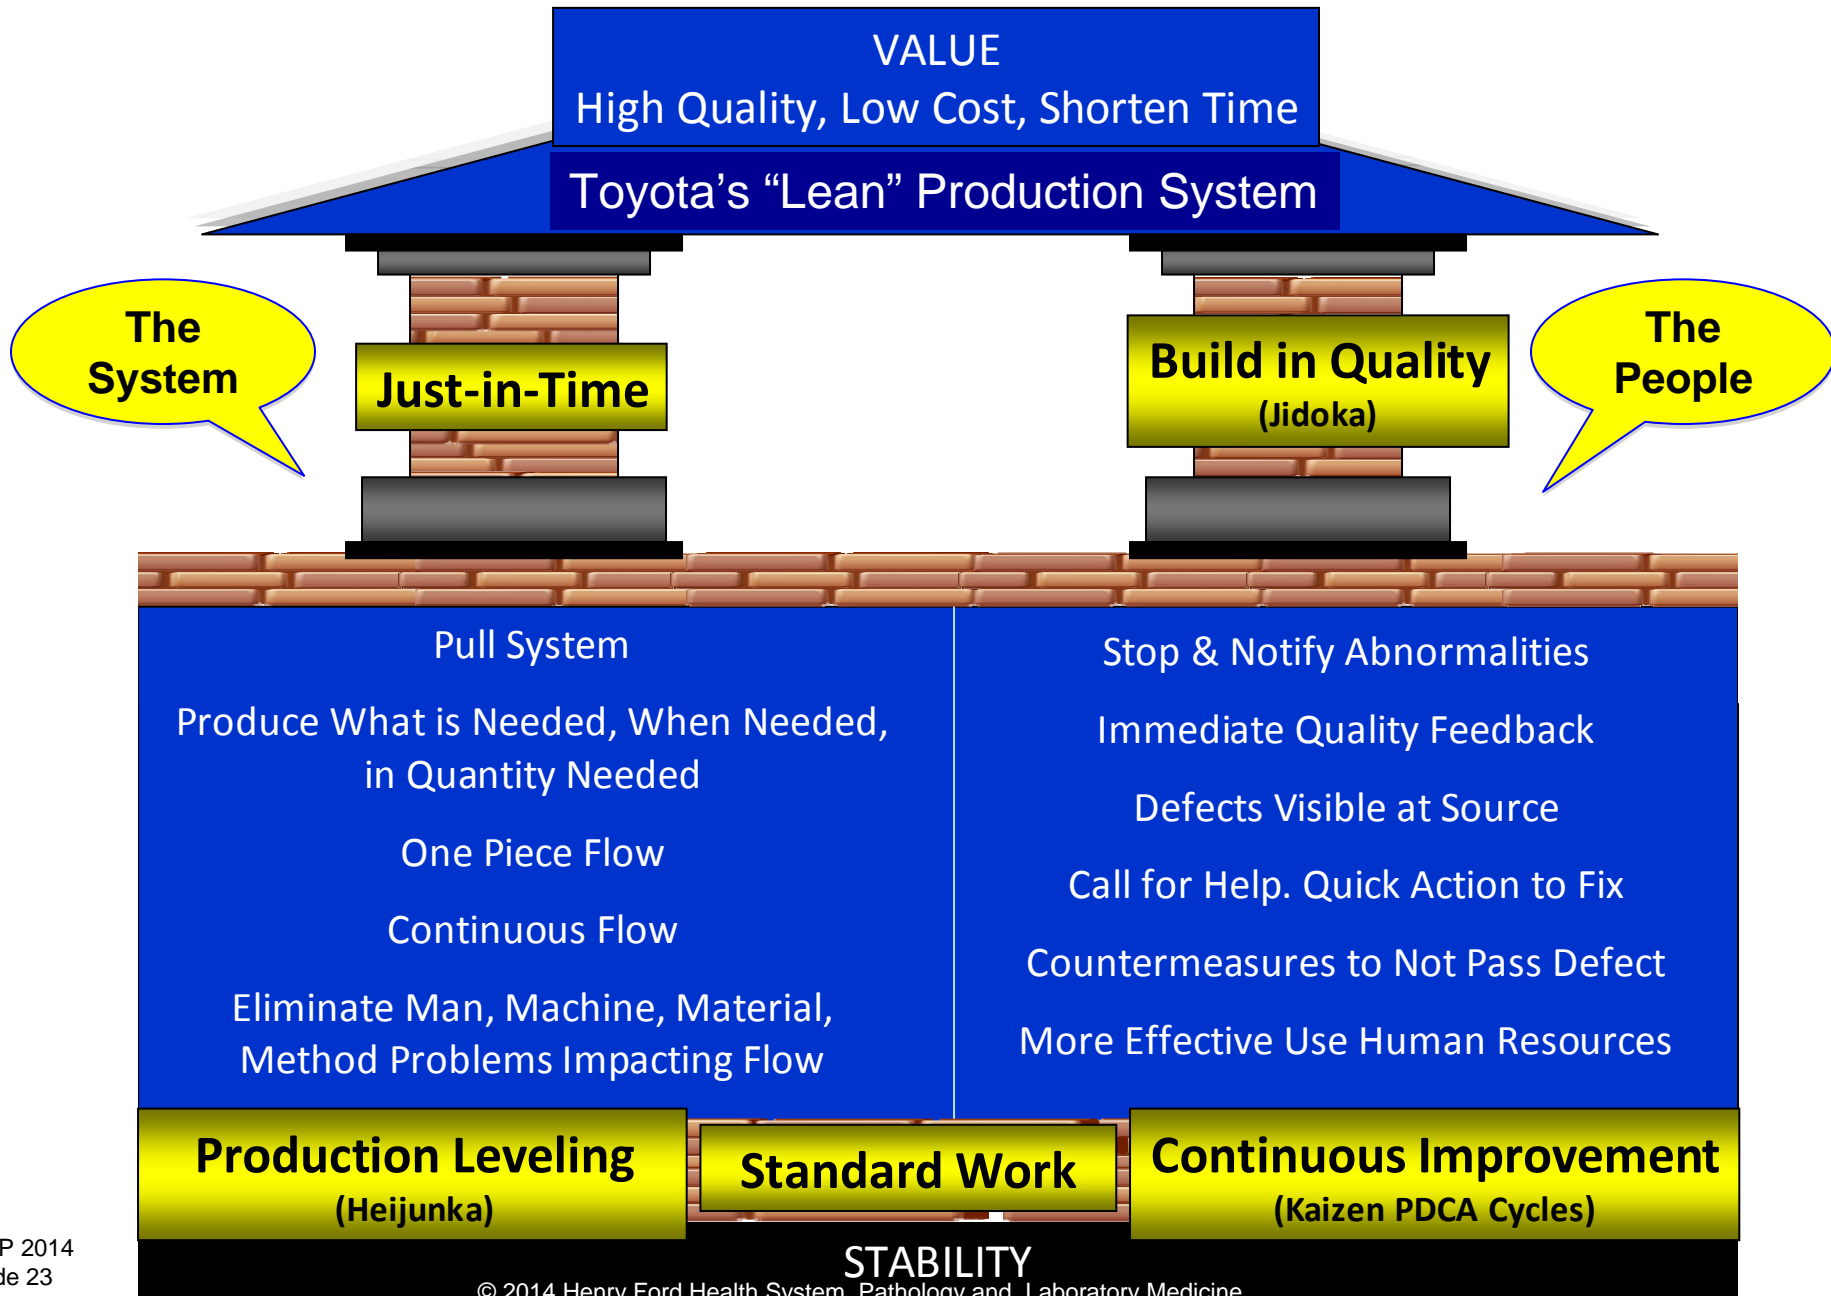 VALUE
High Quality, Low Cost, Shorten Time
Toyota’s “Lean” Production System
The
System
Just-in-Time
Build in Quality
(Jidoka)
The
People
Pull System
Produce What is Needed, When Needed,
in Quantity Needed
One Piece Flow
Continuous Flow
Eliminate Man, Machine, Material,
Method Problems Impacting Flow
Stop & Notify Abnormalities
Immediate Quality Feedback
Defects Visible at Source
Call for Help. Quick Action to Fix
Countermeasures to Not Pass Defect
More Effective Use Human Resources
Production Leveling
(Heijunka)
Standard Work
Continuous Improvement
(Kaizen PDCA Cycles)
STABILITY
P 2014
de 23
© 2014 Henry Ford Health System, Pathology and Laboratory Medicine